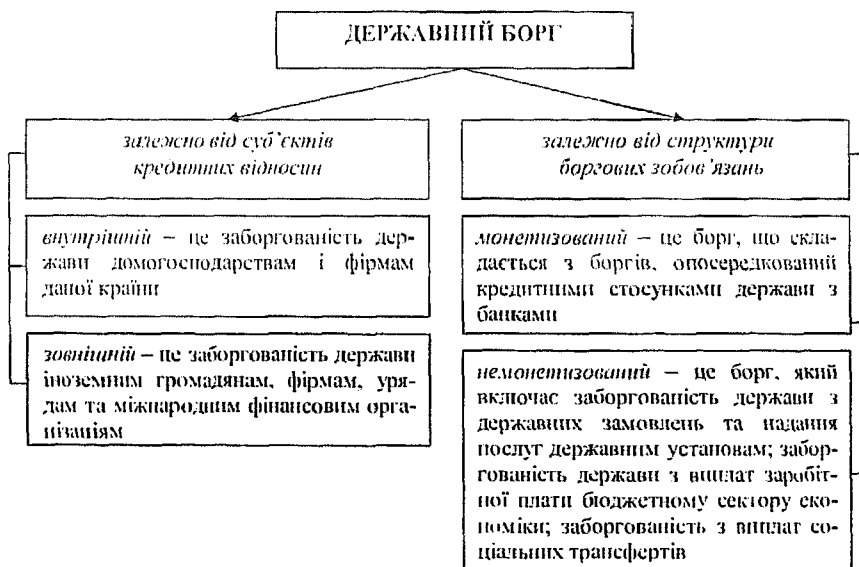 ДЕРЖАВНИЙ БОРГ
залежно від суб’єктів
кредитних відносин
внутрішній – це заборгованість дер-
жави домогосподарствам і фірмам
даної країни
зовнішній – це заборгованість держави
іноземним громадянам, фірмам, уря-
дам та міжнародним фінансовим орга-
нізаціям
залежно від структури
боргових зобов’язань
монетизований – це борг, що скла-
дається з боргів, опосередкований
кредитними стосунками держави з
банками
немонетизований – це борг, який
включає заборгованість держави з
державних замовлень та надання
послуг державним установам; забор-
гованість держави з виплат заробіт-
ної плати бюджетному сектору еко-
номіки; заборгованість з виплат со-
ціальних трансфертів